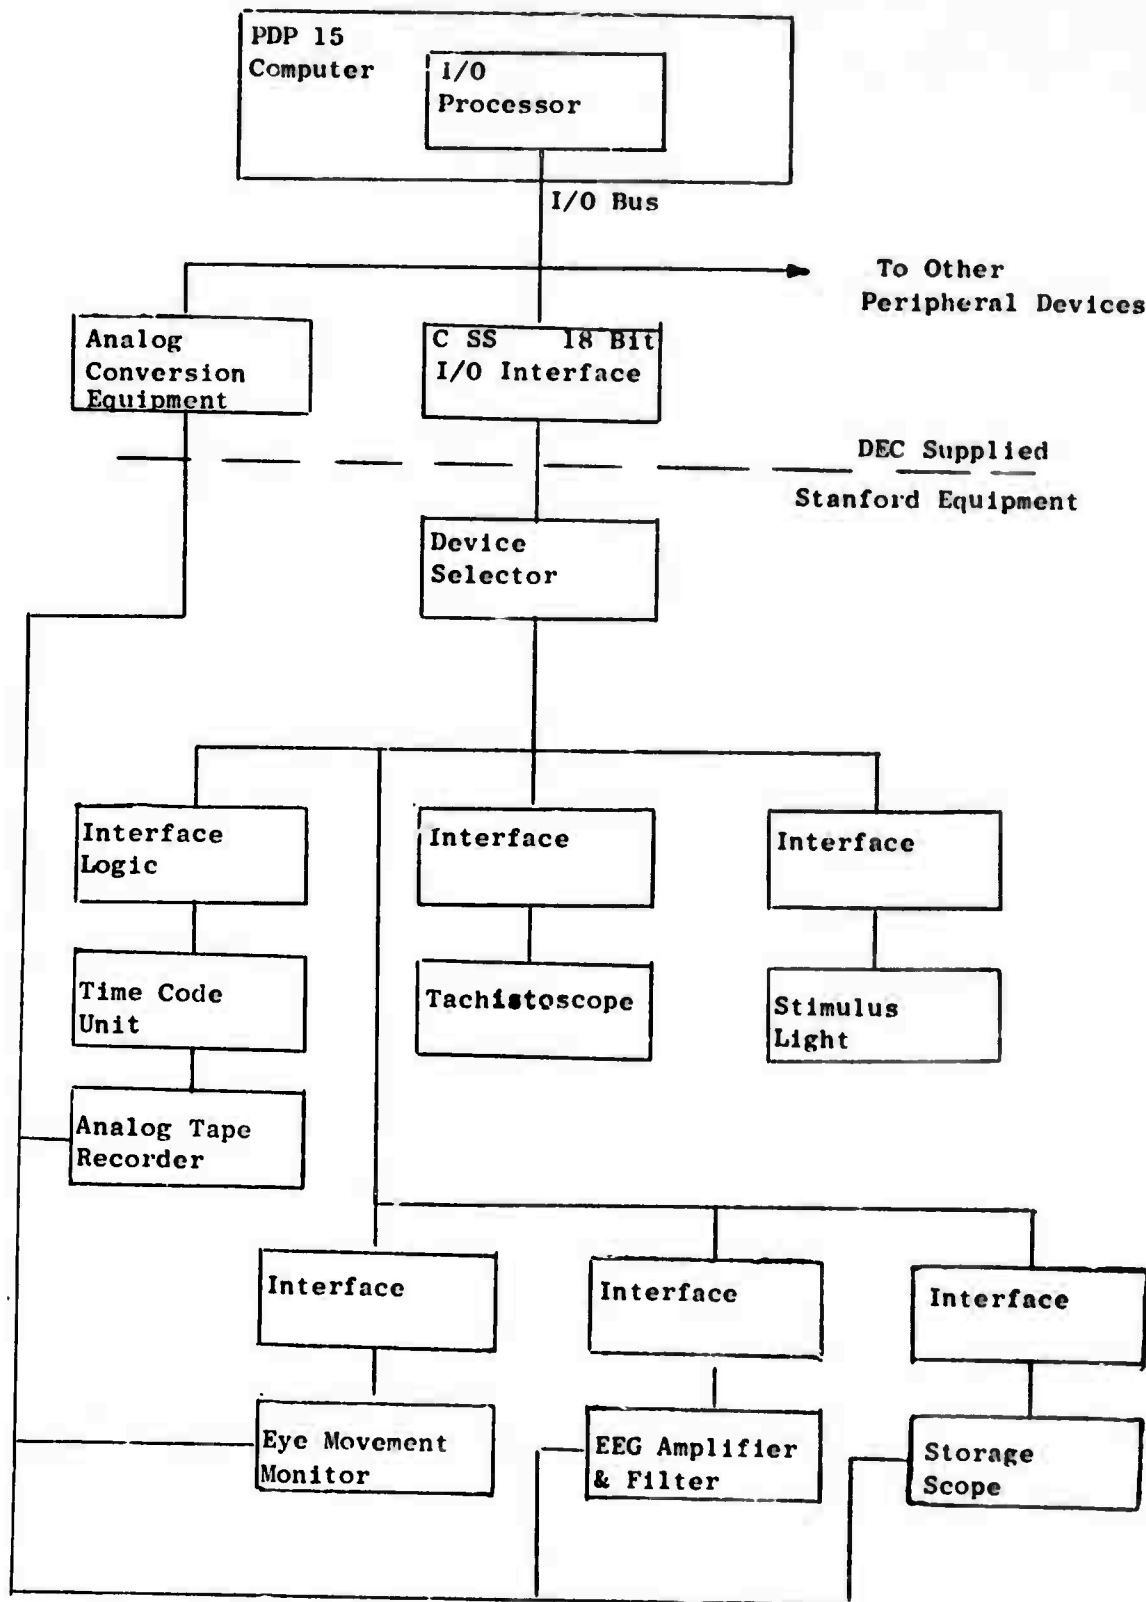 PDP 15
Computer
I/O
Processor
I/O Bus
To Other
Peripheral Devices
Analog
Conversion
Equipment
C SS 18 Bit
I/O Interface
DEC Supplied
Stanford Equipment
Device
Selector
Interface
Logic
Interface
Interface
Time Code
Unit
Tachistoscope
Stimulus
Light
Analog Tape
Recorder
Interface
Interface
Interface
Eye Movement
Monitor
EEG Amplifier
& Filter
Storage
Scope